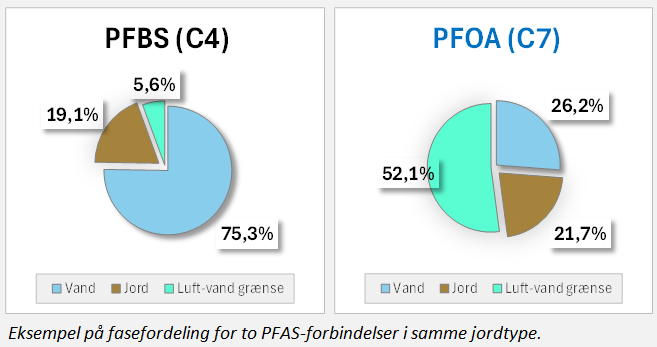 PFBS (C4)
5,6%
19,1%
75,3%
Vand Jord Luft-vand grænse
PFOA (C7)
26,2%
52,1%
21,7%
Vand Jord Luft-vand grænse
Eksempel på fasefordeling for to PFAS-forbindelser i samme jordtype.